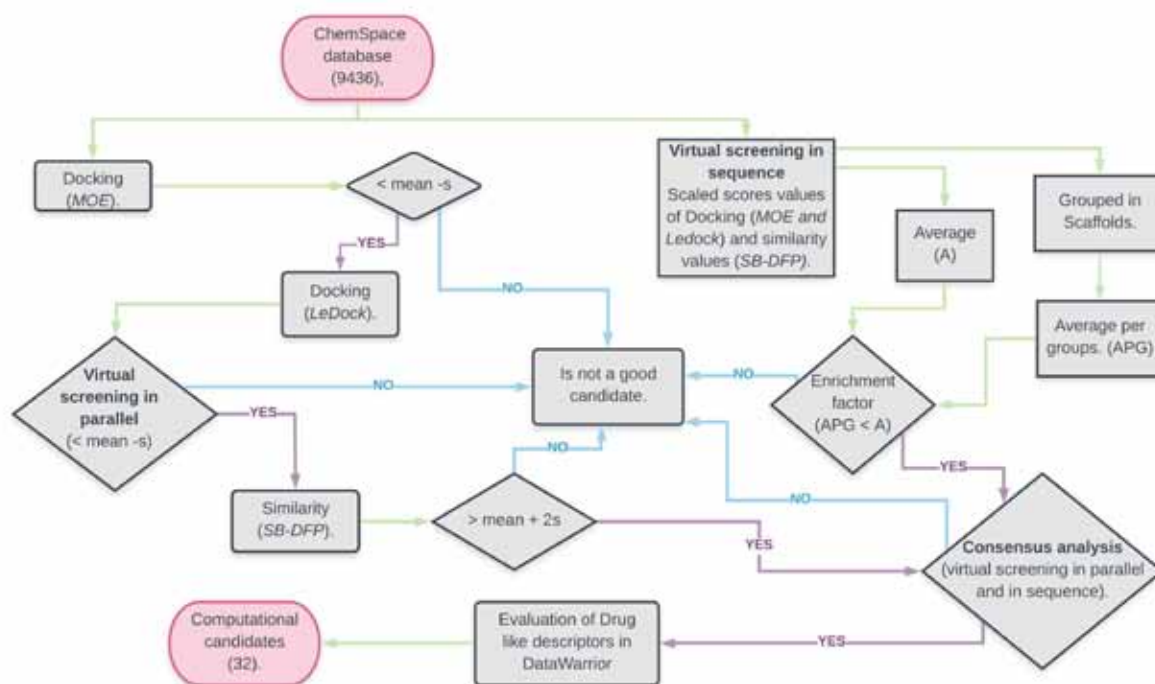 ChemSpace
database
(9436),
Docking
(MOE).
< mean -s
YES
NO
Docking
(LeDock).
Virtual
screening in
parallel
(< mean -s)
NO
YES
Similarity
(SB-DFP).
> mean + 2s
NO
YES
Is not a good
candidate.
Virtual screening in
sequence
Scaled scores values
of Docking (MOE and
Ledock) and similarity
values (SB-DFP).
Average
(A)
Grouped in
Scaffolds.
Average per
groups. (APG)
Enrichment
factor
(APG < A)
NO
YES
NO
Consensus analysis
(virtual screening in parallel
and in sequence).
YES
Evaluation of Drug
like descriptors in
DataWarrior
Computational
candidates
(32).